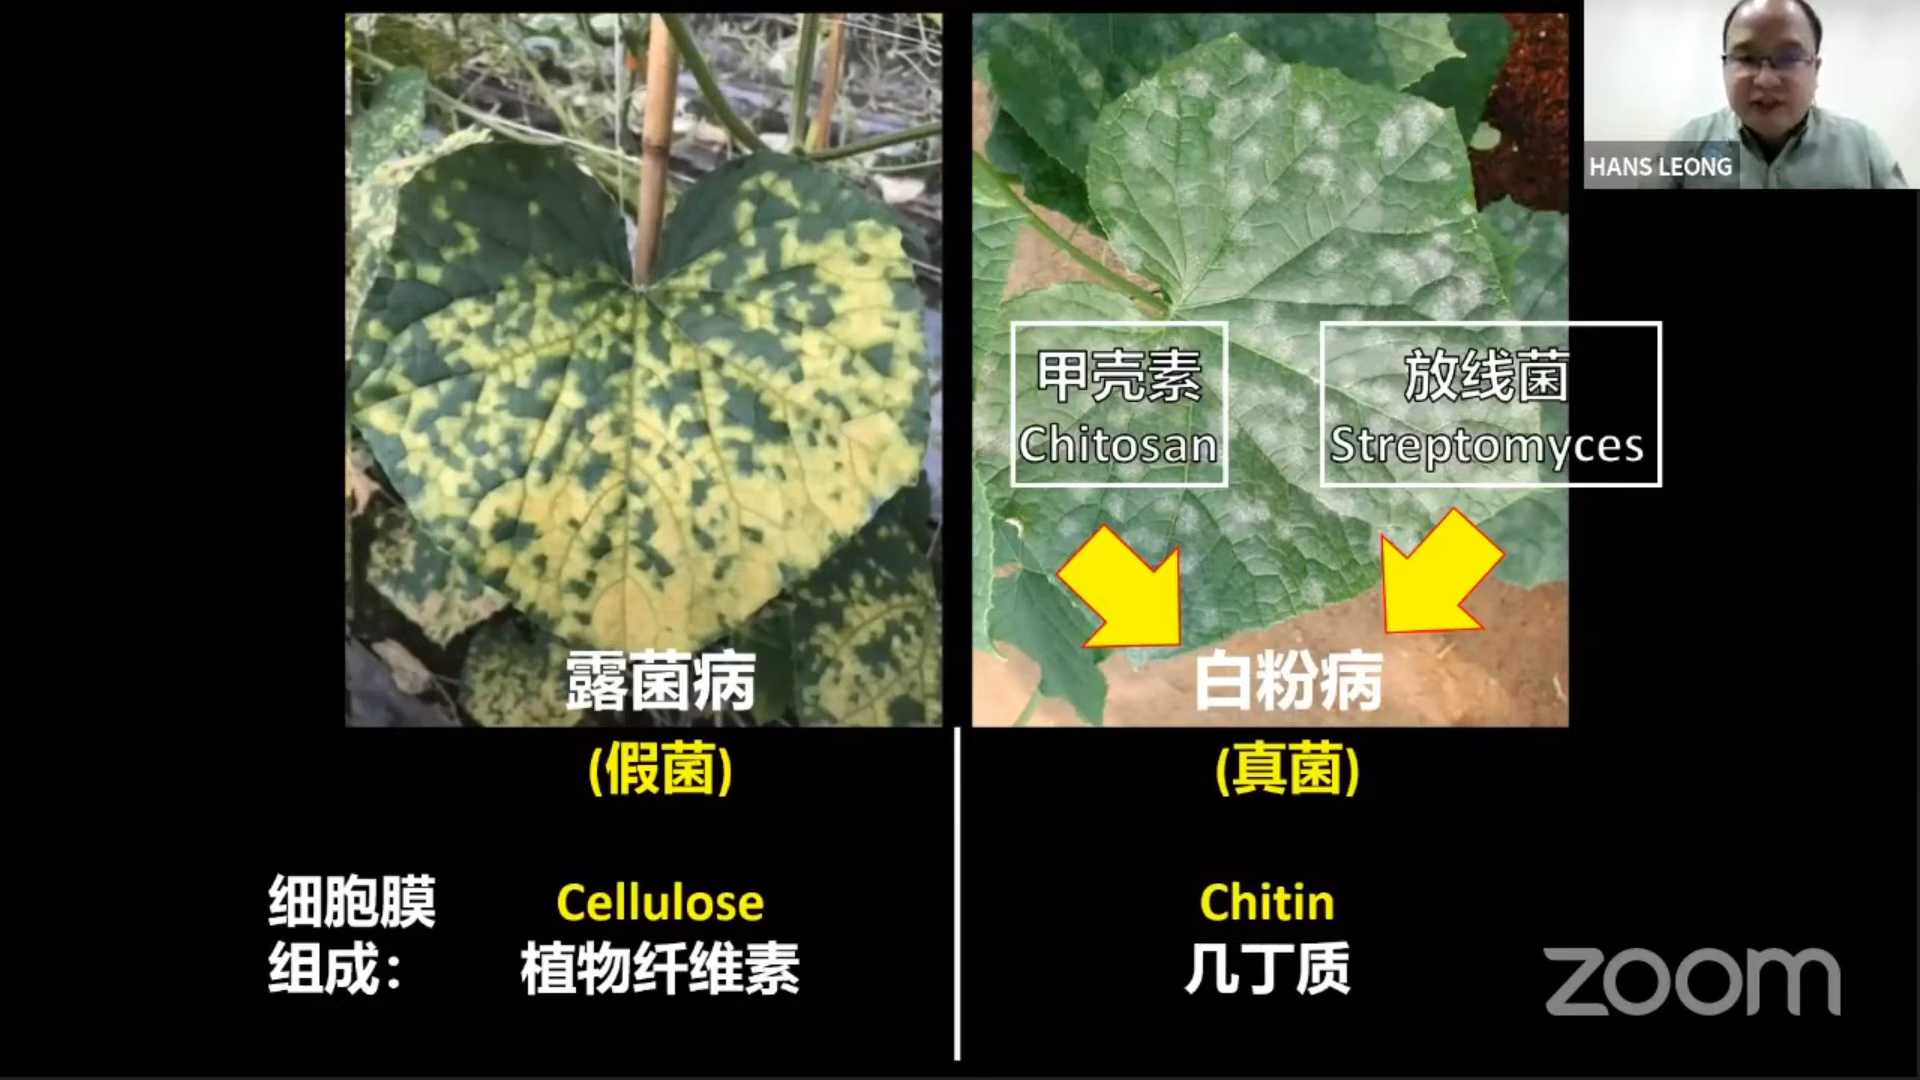 HANS LEONG
甲壳素
Chitosan
放线菌
Streptomyces
露菌病
白粉病
(假菌)
(真菌)
细胞膜
组成：
Cellulose
植物纤维素
Chitin
几丁质
zoom